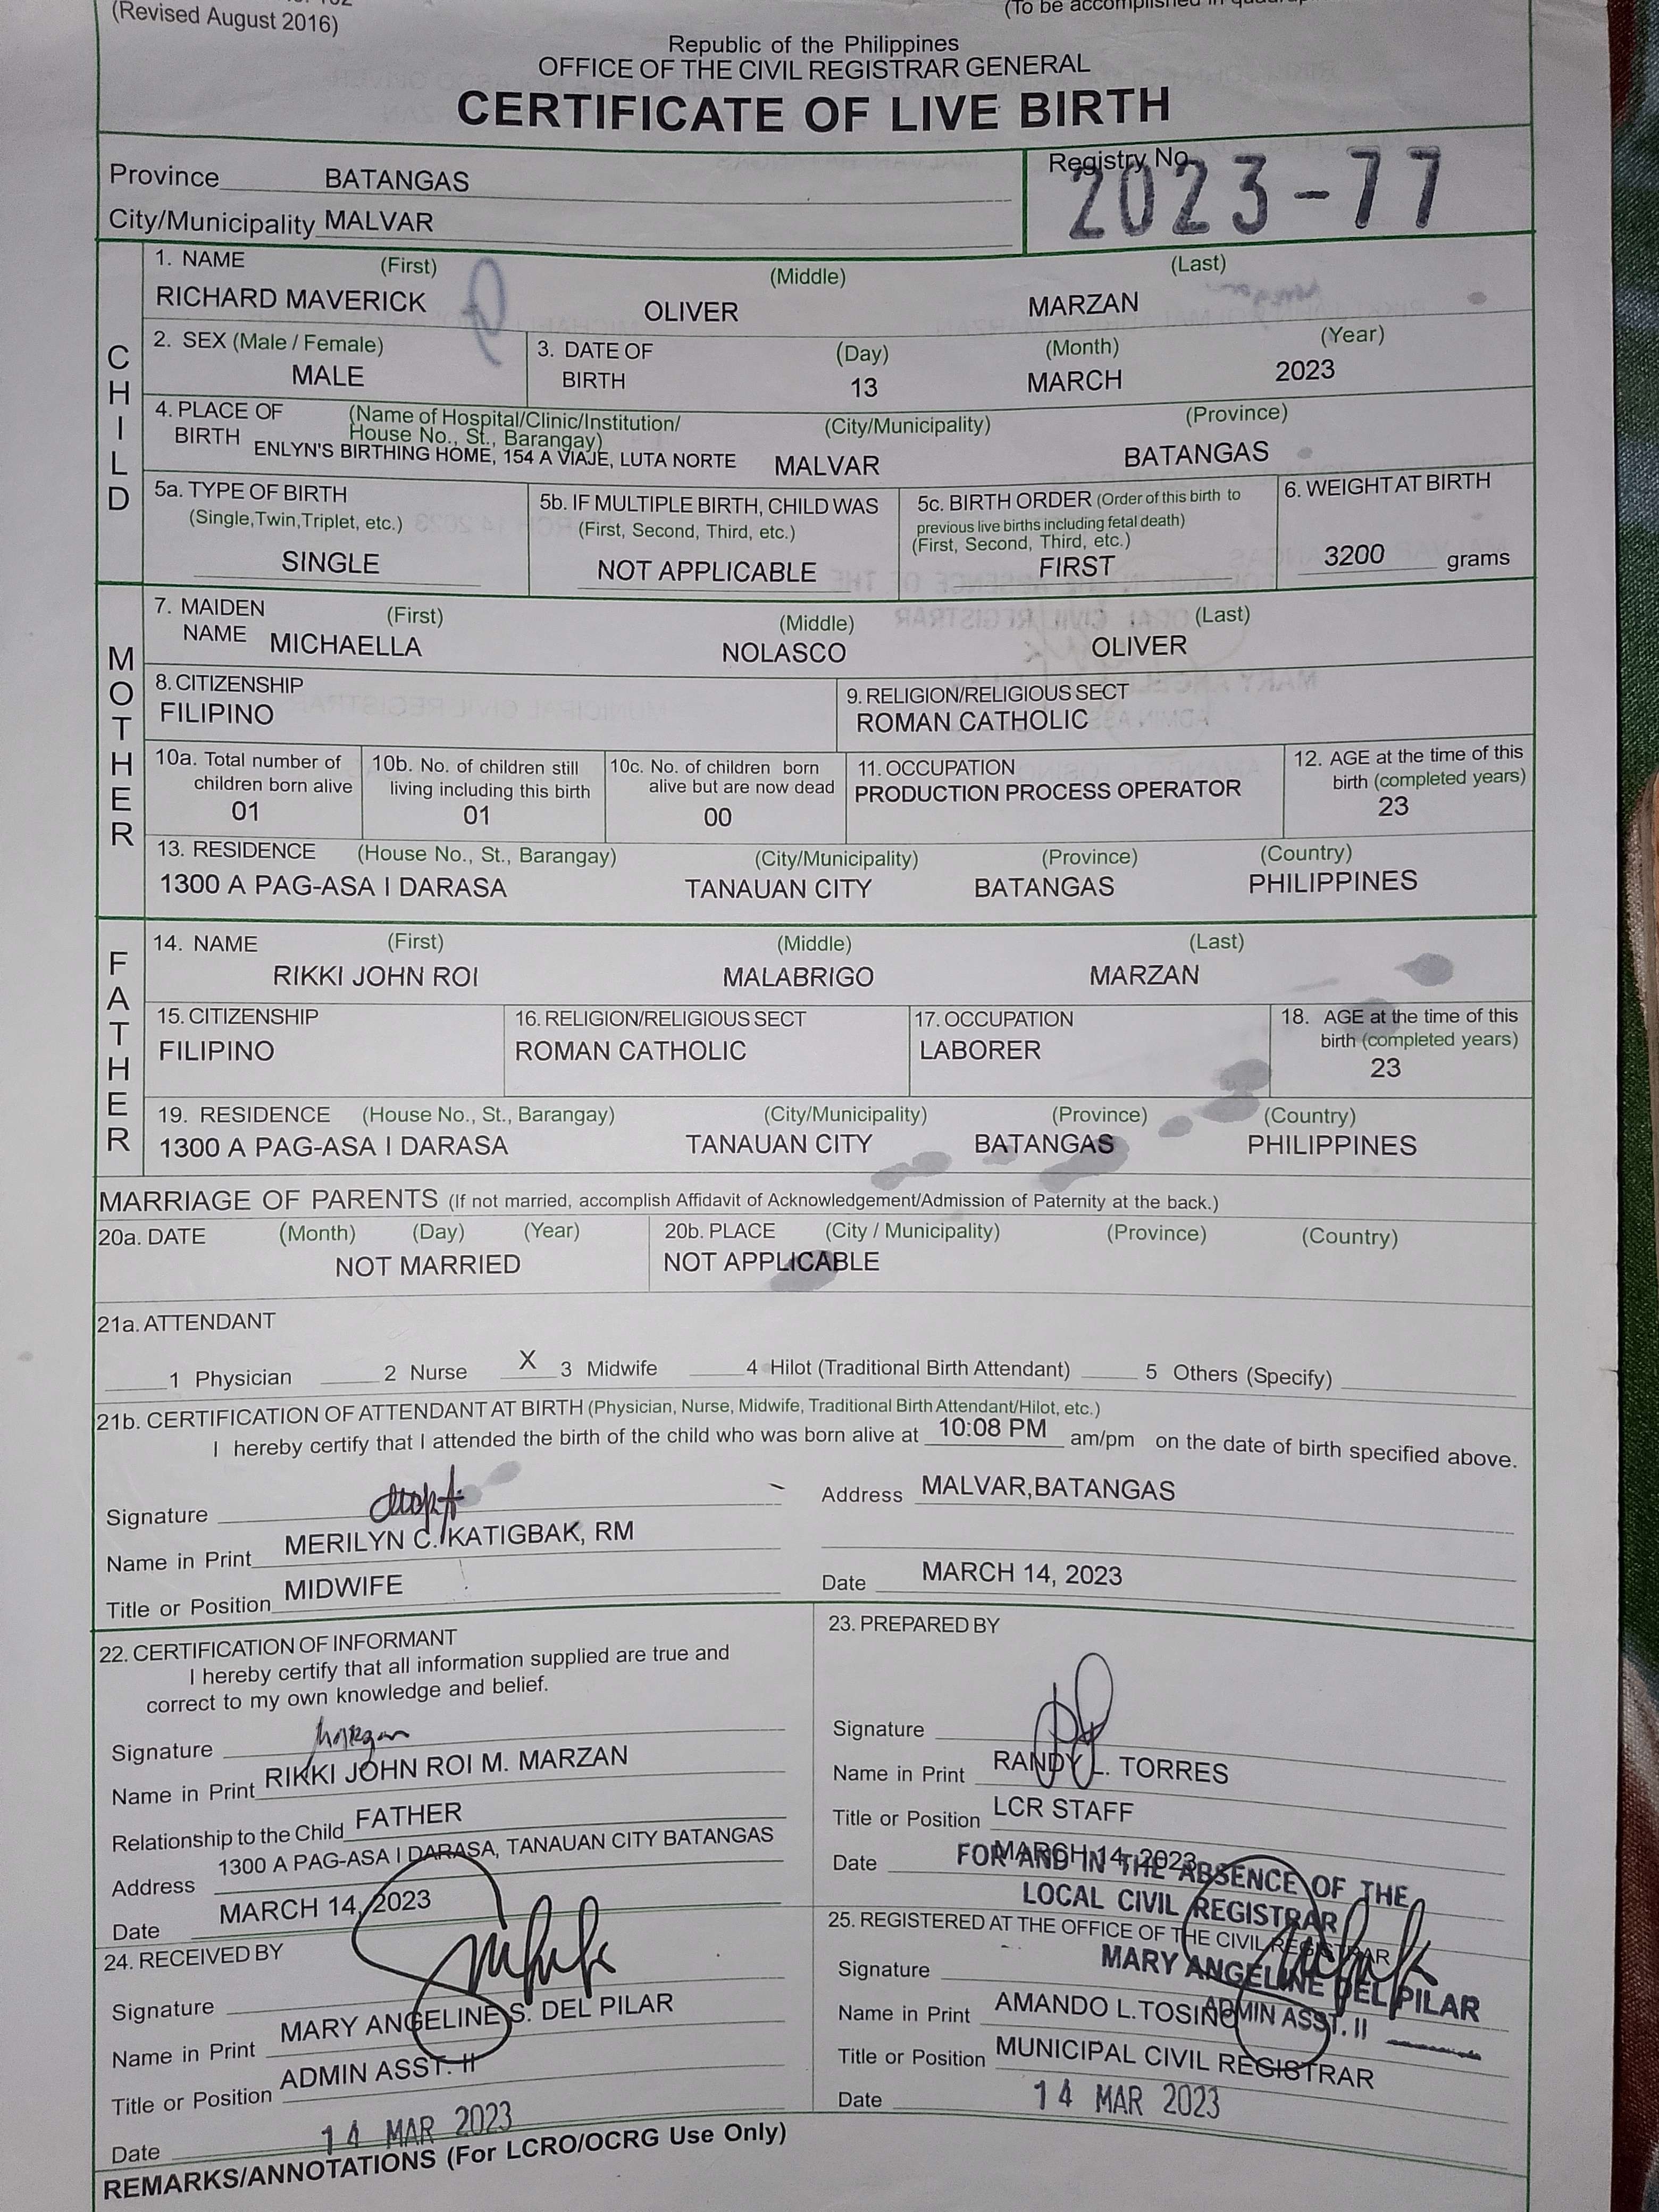 (Revised August 2016)
Republic of the Philippines
OFFICE OF THE CIVIL REGISTRAR GENERAL
CERTIFICATE OF LIVE BIRTH
Province BATANGAS
City/Municipality MALVAR
Registry No.
2023-77
CHILD
1. NAME (First) (Middle) (Last)
RICHARD MAVERICK OLIVER MARZAN
2. SEX (Male / Female)
MALE
3. DATE OF BIRTH (Day) (Month) (Year)
13 MARCH 2023
4. PLACE OF BIRTH (Name of Hospital/Clinic/Institution/
House No., St., Barangay) (City/Municipality) (Province)
ENLYN'S BIRTHING HOME, 154 A VIAJE, LUTA NORTE MALVAR BATANGAS
5a. TYPE OF BIRTH
(Single,Twin,Triplet, etc.)
SINGLE
5b. IF MULTIPLE BIRTH, CHILD WAS
(First, Second, Third, etc.)
NOT APPLICABLE
5c. BIRTH ORDER (Order of this birth to
previous live births including fetal death)
(First, Second, Third, etc.)
FIRST
6. WEIGHT AT BIRTH
3200 grams
MOTHER
7. MAIDEN NAME (First) (Middle) (Last)
MICHAELLA NOLASCO OLIVER
8. CITIZENSHIP
FILIPINO
9. RELIGION/RELIGIOUS SECT
ROMAN CATHOLIC
10a. Total number of
children born alive
01
10b. No. of children still
living including this birth
01
10c. No. of children born
alive but are now dead
00
11. OCCUPATION
PRODUCTION PROCESS OPERATOR
12. AGE at the time of this
birth (completed years)
23
13. RESIDENCE (House No., St., Barangay) (City/Municipality) (Province) (Country)
1300 A PAG-ASA I DARASA TANAUAN CITY BATANGAS PHILIPPINES
FATHER
14. NAME (First) (Middle) (Last)
RIKKI JOHN ROI MALABRIGO MARZAN
15. CITIZENSHIP
FILIPINO
16. RELIGION/RELIGIOUS SECT
ROMAN CATHOLIC
17. OCCUPATION
LABORER
18. AGE at the time of this
birth (completed years)
23
19. RESIDENCE (House No., St., Barangay) (City/Municipality) (Province) (Country)
1300 A PAG-ASA I DARASA TANAUAN CITY BATANGAS PHILIPPINES
MARRIAGE OF PARENTS (If not married, accomplish Affidavit of Acknowledgement/Admission of Paternity at the back.)
20a. DATE (Month) (Day) (Year)
NOT MARRIED
20b. PLACE (City / Municipality) (Province) (Country)
NOT APPLICABLE
21a. ATTENDANT
1 Physician 2 Nurse X 3 Midwife 4 Hilot (Traditional Birth Attendant) 5 Others (Specify)
21b. CERTIFICATION OF ATTENDANT AT BIRTH (Physician, Nurse, Midwife, Traditional Birth Attendant/Hilot, etc.)
I hereby certify that I attended the birth of the child who was born alive at 10:08 PM am/pm on the date of birth specified above.
Signature
Name in Print MERILYN C. KATIGBAK, RM
Title or Position MIDWIFE
Address MALVAR,BATANGAS
Date MARCH 14, 2023
22. CERTIFICATION OF INFORMANT
I hereby certify that all information supplied are true and
correct to my own knowledge and belief.
Signature
Name in Print RIKKI JOHN ROI M. MARZAN
Relationship to the Child FATHER
Address 1300 A PAG-ASA I DARASA, TANAUAN CITY BATANGAS
Date MARCH 14, 2023
23. PREPARED BY
Signature
Name in Print RANDY L. TORRES
Title or Position LCR STAFF
Date MARCH 14, 2023
FOR AND IN THE ABSENCE OF THE
LOCAL CIVIL REGISTRAR
24. RECEIVED BY
Signature
Name in Print MARY ANGELINE S. DEL PILAR
Title or Position ADMIN ASST. II
Date 14 MAR 2023
25. REGISTERED AT THE OFFICE OF THE CIVIL REGISTRAR
MARY ANGELINE DEL PILAR
ADMIN ASST. II
Signature
Name in Print AMANDO L.TOSINO
Title or Position MUNICIPAL CIVIL REGISTRAR
Date 14 MAR 2023
REMARKS/ANNOTATIONS (For LCRO/OCRG Use Only)